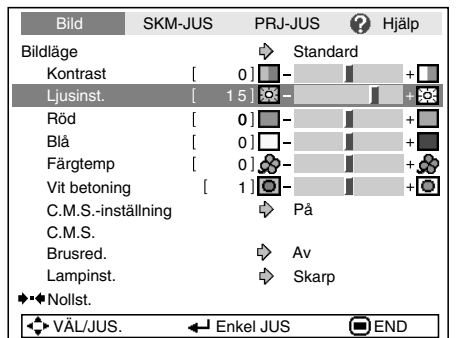 Bild SKM-JUS PRJ-JUS ? Hjälp
Bildläge Standard
Kontrast [ 0 ] − +
Ljusinst. [ 15 ] − +
Röd [ 0 ] − +
Blå [ 0 ] − +
Färgtemp [ 0 ] − +
Vit betoning [ 1 ] − +
C.M.S.-inställning På
C.M.S.
Brusred. Av
Lampinst. Skarp
Nollst.
VÄL/JUS. Enkel JUS END